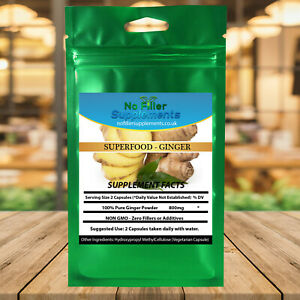 No Filler
Supplements
nofillersupplements.co.uk
SUPERFOOD - GINGER
SUPPLEMENT FACTS
Serving Size 2 Capsules (*Daily Value Not Established) % DV
100% Pure Ginger Powder 800mg *
NON GMO - Zero Fillers or Additives
Suggested Use: 2 Capsules taken daily with water.
Other Ingredients: Hydroxypropyl Methy/Cellulose (Vegetarian Capsule)